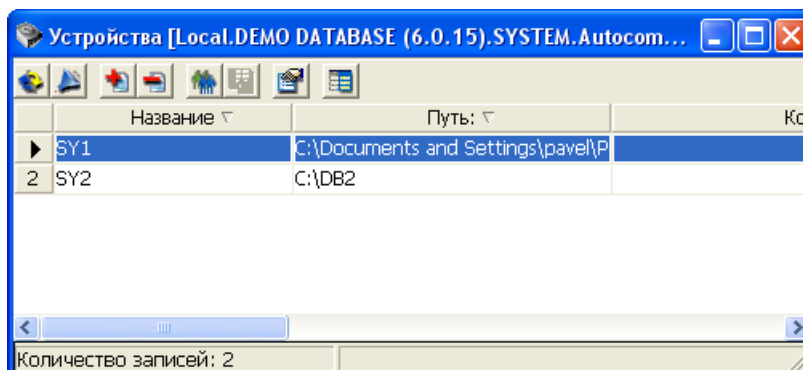 Устройства [Local.DEMO DATABASE (6.0.15).SYSTEM.Autocom...
Название Путь: Ко
SY1 C:\Documents and Settings\pavel\P
2 SY2 C:\DB2
Количество записей: 2